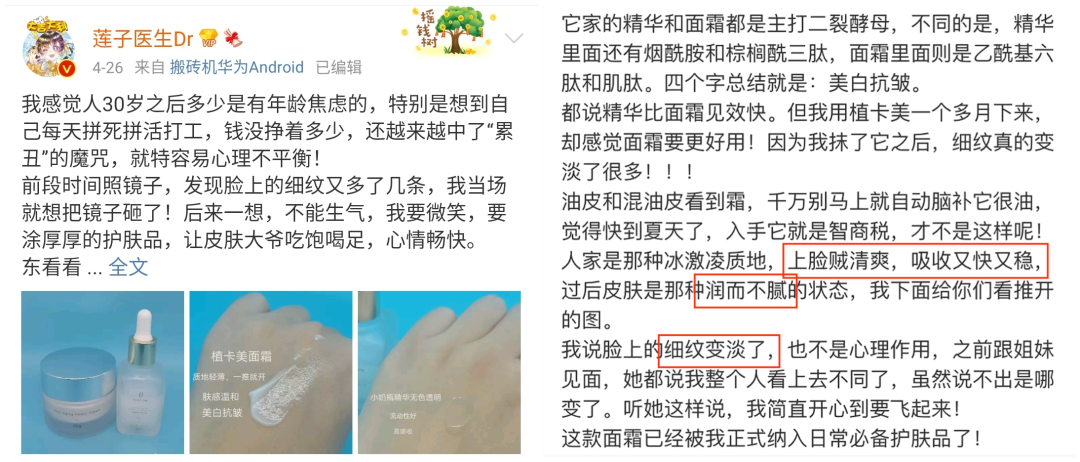 莲子医生Dr
4-26 来自 搬砖机华为Android 已编辑
摇钱树
我感觉人30岁之后多少是有年龄焦虑的，特别是想到自
己每天拼死拼活打工，钱没挣着多少，还越来越中了“累
丑”的魔咒，就特容易心理不平衡！
前段时间照镜子，发现脸上的细纹又多了几条，我当场
就想把镜子砸了！后来一想，不能生气，我要微笑，要
涂厚厚的护肤品，让皮肤大爷吃饱喝足，心情畅快。
东看看 ... 全文
植卡美面霜
质地轻薄，一推就开
肤感温和
美白抗皱
小奶瓶精华无色透明
流动性好
易吸收
它家的精华和面霜都是主打二裂酵母，不同的是，精华
里面还有烟酰胺和棕榈酰三肽，面霜里面则是乙酰基六
肽和肌肽。四个字总结就是：美白抗皱。
都说精华比面霜见效快。但我用植卡美一个多月下来，
却感觉面霜要更好用！因为我抹了它之后，细纹真的变
淡了很多！！！
油皮和混油皮看到霜，千万别马上就自动脑补它很油，
觉得快到夏天了，入手它就是智商税，才不是这样呢！
人家是那种冰激凌质地，上脸贼清爽，吸收又快又稳，
过后皮肤是那种润而不腻的状态，我下面给你们看推开
的图。
我说脸上的细纹变淡了，也不是心理作用，之前跟姐妹
见面，她都说我整个人看上去不同了，虽然说不出是哪
变了。听她这样说，我简直开心到要飞起来！
这款面霜已经被我正式纳入日常必备护肤品了！